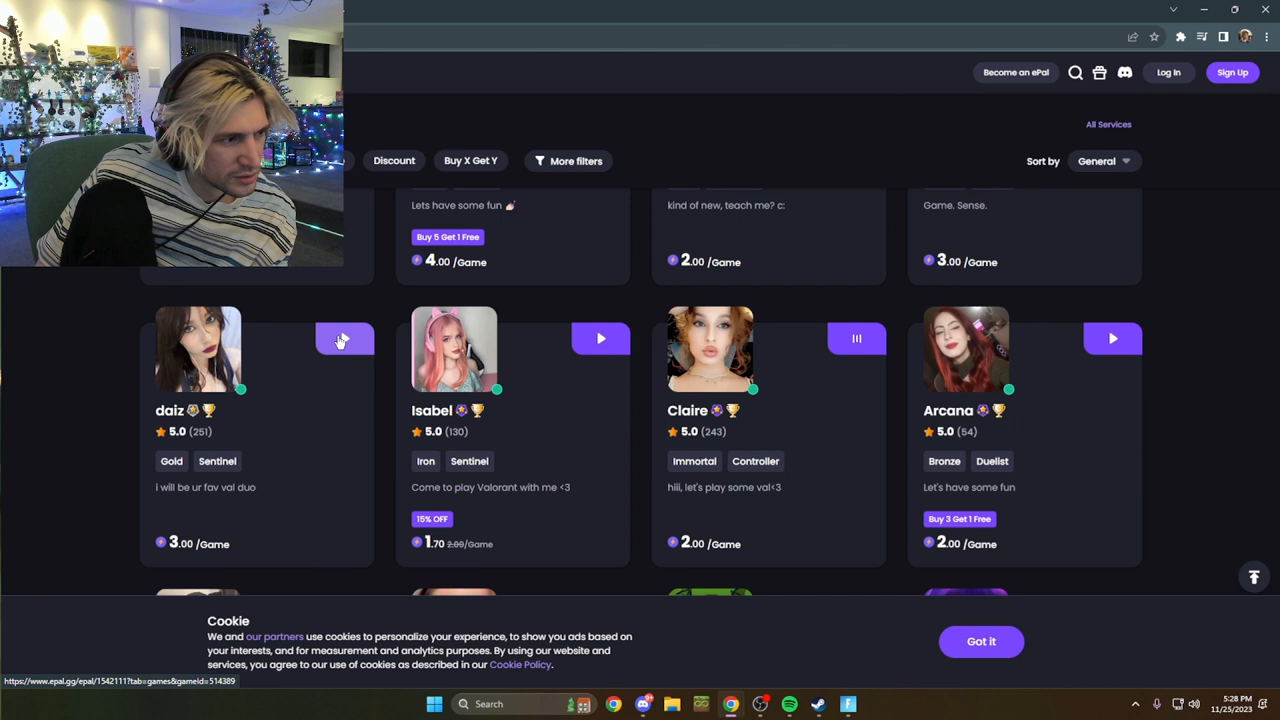 Become an ePal
Log In
Sign Up
All Services
Discount
Buy X Get Y
More filters
Sort by
General
Lets have some fun 💅🏻
Buy 5 Get 1 Free
4.00 /Game
kind of new, teach me? c:
2.00 /Game
Game. Sense.
3.00 /Game
daiz
5.0 (251)
Gold
Sentinel
i will be ur fav val duo
3.00 /Game
Isabel
5.0 (130)
Iron
Sentinel
Come to play Valorant with me <3
15% OFF
1.70 2.00/Game
Claire
5.0 (243)
Immortal
Controller
hiii, let's play some val<3
2.00 /Game
Arcana
5.0 (54)
Bronze
Duelist
Let's have some fun
Buy 3 Get 1 Free
2.00 /Game
Cookie
We and our partners use cookies to personalize your experience, to show you ads based on
your interests, and for measurement and analytics purposes. By using our website and
services, you agree to our use of cookies as described in our Cookie Policy.
Got it
https://www.epal.gg/epal/1542111?tab=games&gameId=514389
Search
5:28 PM
11/25/2023